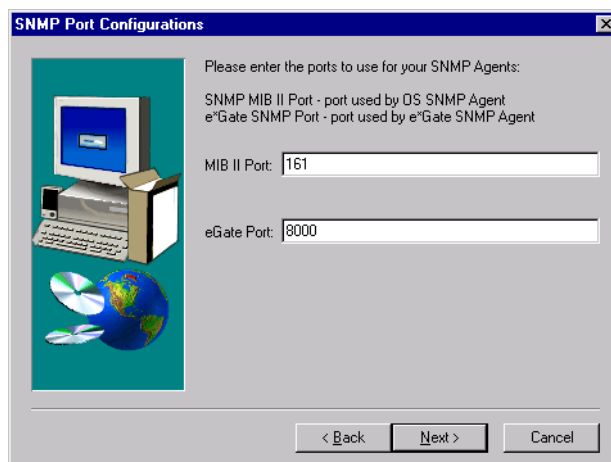 SNMP Port Configurations
Please enter the ports to use for your SNMP Agents:
SNMP MIB II Port - port used by OS SNMP Agent
e*Gate SNMP Port - port used by e*Gate SNMP Agent
MIB II Port: 161
eGate Port: 8000
< Back Next > Cancel